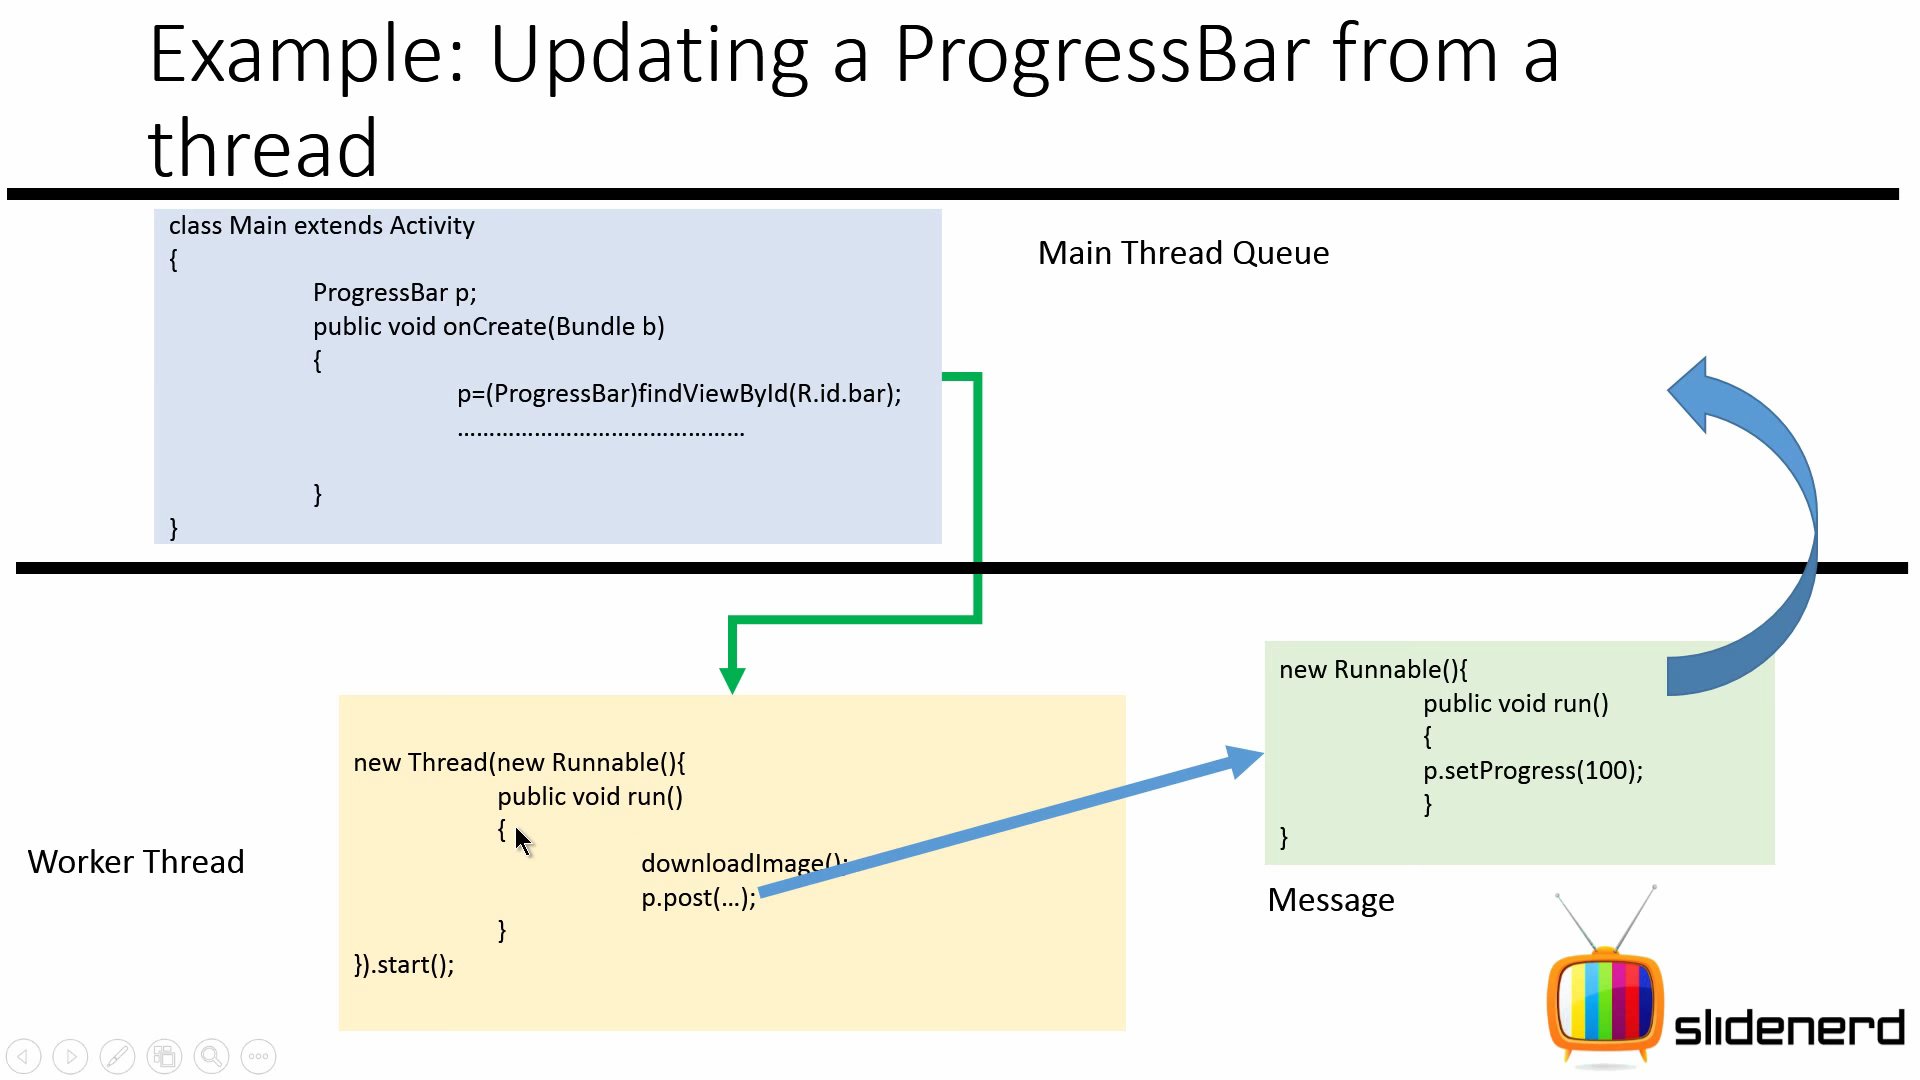 Example: Updating a ProgressBar from a
thread
class Main extends Activity
{
ProgressBar p;
public void onCreate(Bundle b)
{
p=(ProgressBar)findViewById(R.id.bar);
………………………………………
}
}
Main Thread Queue
Worker Thread
new Thread(new Runnable(){
public void run()
{
downloadImage();
p.post(…);
}
}).start();
new Runnable(){
public void run()
{
p.setProgress(100);
}
}
Message
slidenerd